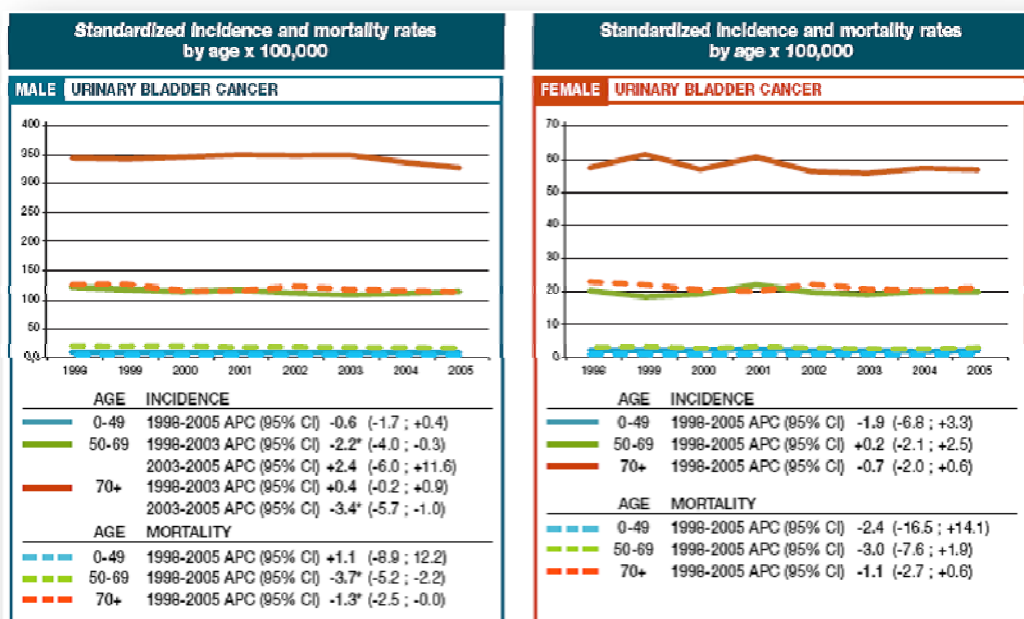 Standardized incidence and mortality rates
by age x 100,000
MALE URINARY BLADDER CANCER
400
350
300
250
200
150
100
50
0,0
1998 1999 2000 2001 2002 2003 2004 2005
AGE INCIDENCE
0-49 1998-2005 APC (95% CI) -0.6 (-1.7 ; +0.4)
50-69 1998-2003 APC (95% CI) -2.2* (-4.0 ; -0.3)
2003-2005 APC (95% CI) +2.4 (-6.0 ; +11.6)
70+ 1998-2003 APC (95% CI) +0.4 (-0.2 ; +0.9)
2003-2005 APC (95% CI) -3.4* (-5.7 ; -1.0)
AGE MORTALITY
0-49 1998-2005 APC (95% CI) +1.1 (-8.9 ; 12.2)
50-69 1998-2005 APC (95% CI) -3.7* (-5.2 ; -2.2)
70+ 1998-2005 APC (95% CI) -1.3* (-2.5 ; -0.0)
Standardized incidence and mortality rates
by age x 100,000
FEMALE URINARY BLADDER CANCER
70
60
50
40
30
20
10
0
1998 1999 2000 2001 2002 2003 2004 2005
AGE INCIDENCE
0-49 1998-2005 APC (95% CI) -1.9 (-6.8 ; +3.3)
50-69 1998-2005 APC (95% CI) +0.2 (-2.1 ; +2.5)
70+ 1998-2005 APC (95% CI) -0.7 (-2.0 ; +0.6)
AGE MORTALITY
0-49 1998-2005 APC (95% CI) -2.4 (-16.5 ; +14.1)
50-69 1998-2005 APC (95% CI) -3.0 (-7.6 ; +1.9)
70+ 1998-2005 APC (95% CI) -1.1 (-2.7 ; +0.6)